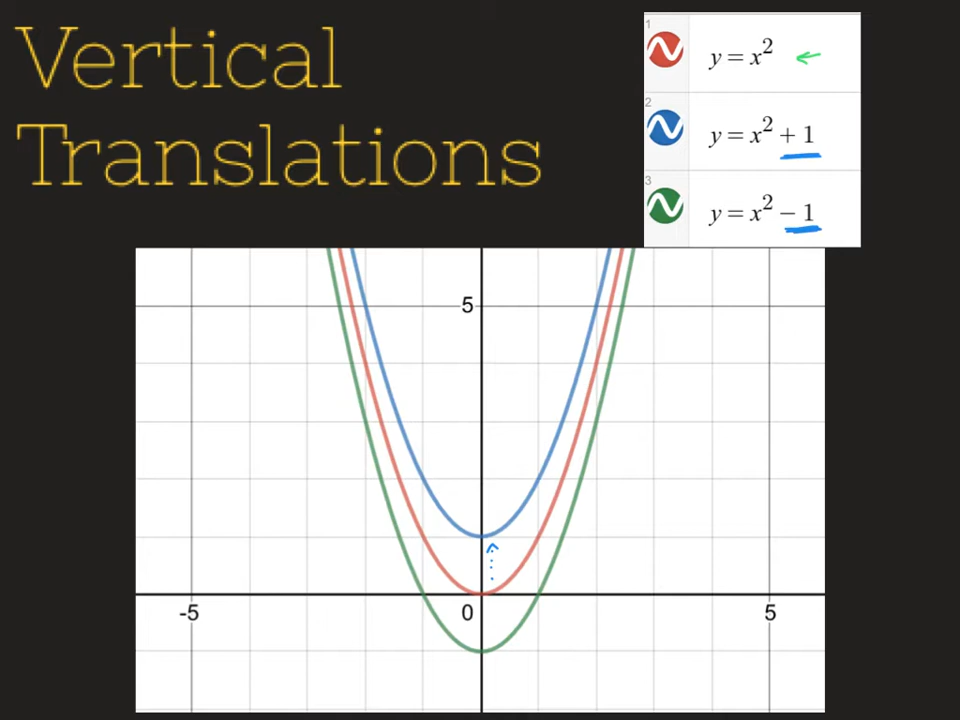 Vertical
Translations
1
y = x² ←
2
y = x² + 1
3
y = x² − 1
5
-5
0
5